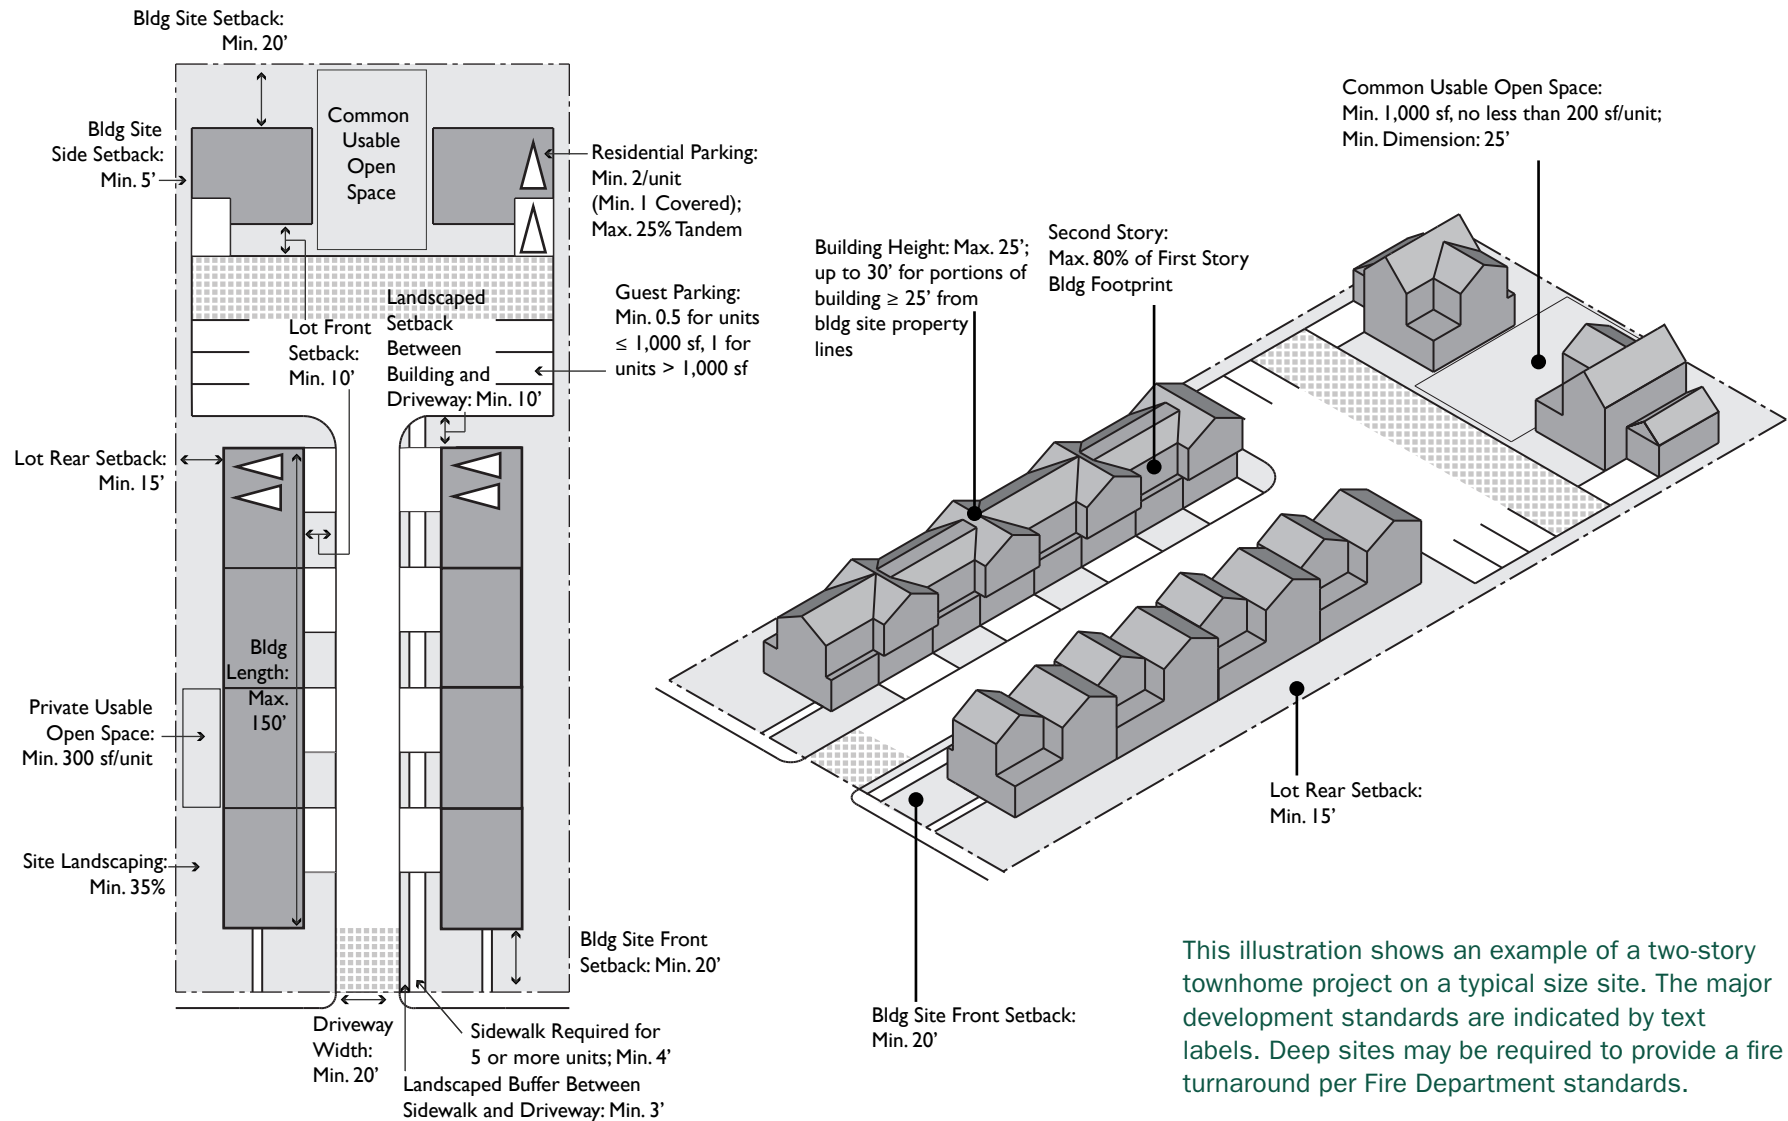 Bldg Site Setback:
Min. 20’
Common
Usable
Open
Space
Bldg Site
Side Setback:
Min. 5’
Residential Parking:
Min. 2/unit
(Min. 1 Covered);
Max. 25% Tandem
Landscaped
Setback
Between
Building and
Driveway: Min. 10’
Lot Front
Setback:
Min. 10’
Guest Parking:
Min. 0.5 for units
≤ 1,000 sf, 1 for
units > 1,000 sf
Lot Rear Setback:
Min. 15’
Bldg
Length:
Max.
150’
Private Usable
Open Space:
Min. 300 sf/unit
Site Landscaping:
Min. 35%
Bldg Site Front
Setback: Min. 20’
Driveway
Width:
Min. 20’
Sidewalk Required for
5 or more units; Min. 4’
Landscaped Buffer Between
Sidewalk and Driveway: Min. 3’
Building Height: Max. 25’;
up to 30’ for portions of
building ≥ 25’ from
bldg site property
lines
Second Story:
Max. 80% of First Story
Bldg Footprint
Common Usable Open Space:
Min. 1,000 sf, no less than 200 sf/unit;
Min. Dimension: 25’
Lot Rear Setback:
Min. 15’
Bldg Site Front Setback:
Min. 20’
This illustration shows an example of a two-story
townhome project on a typical size site. The major
development standards are indicated by text
labels. Deep sites may be required to provide a fire
turnaround per Fire Department standards.